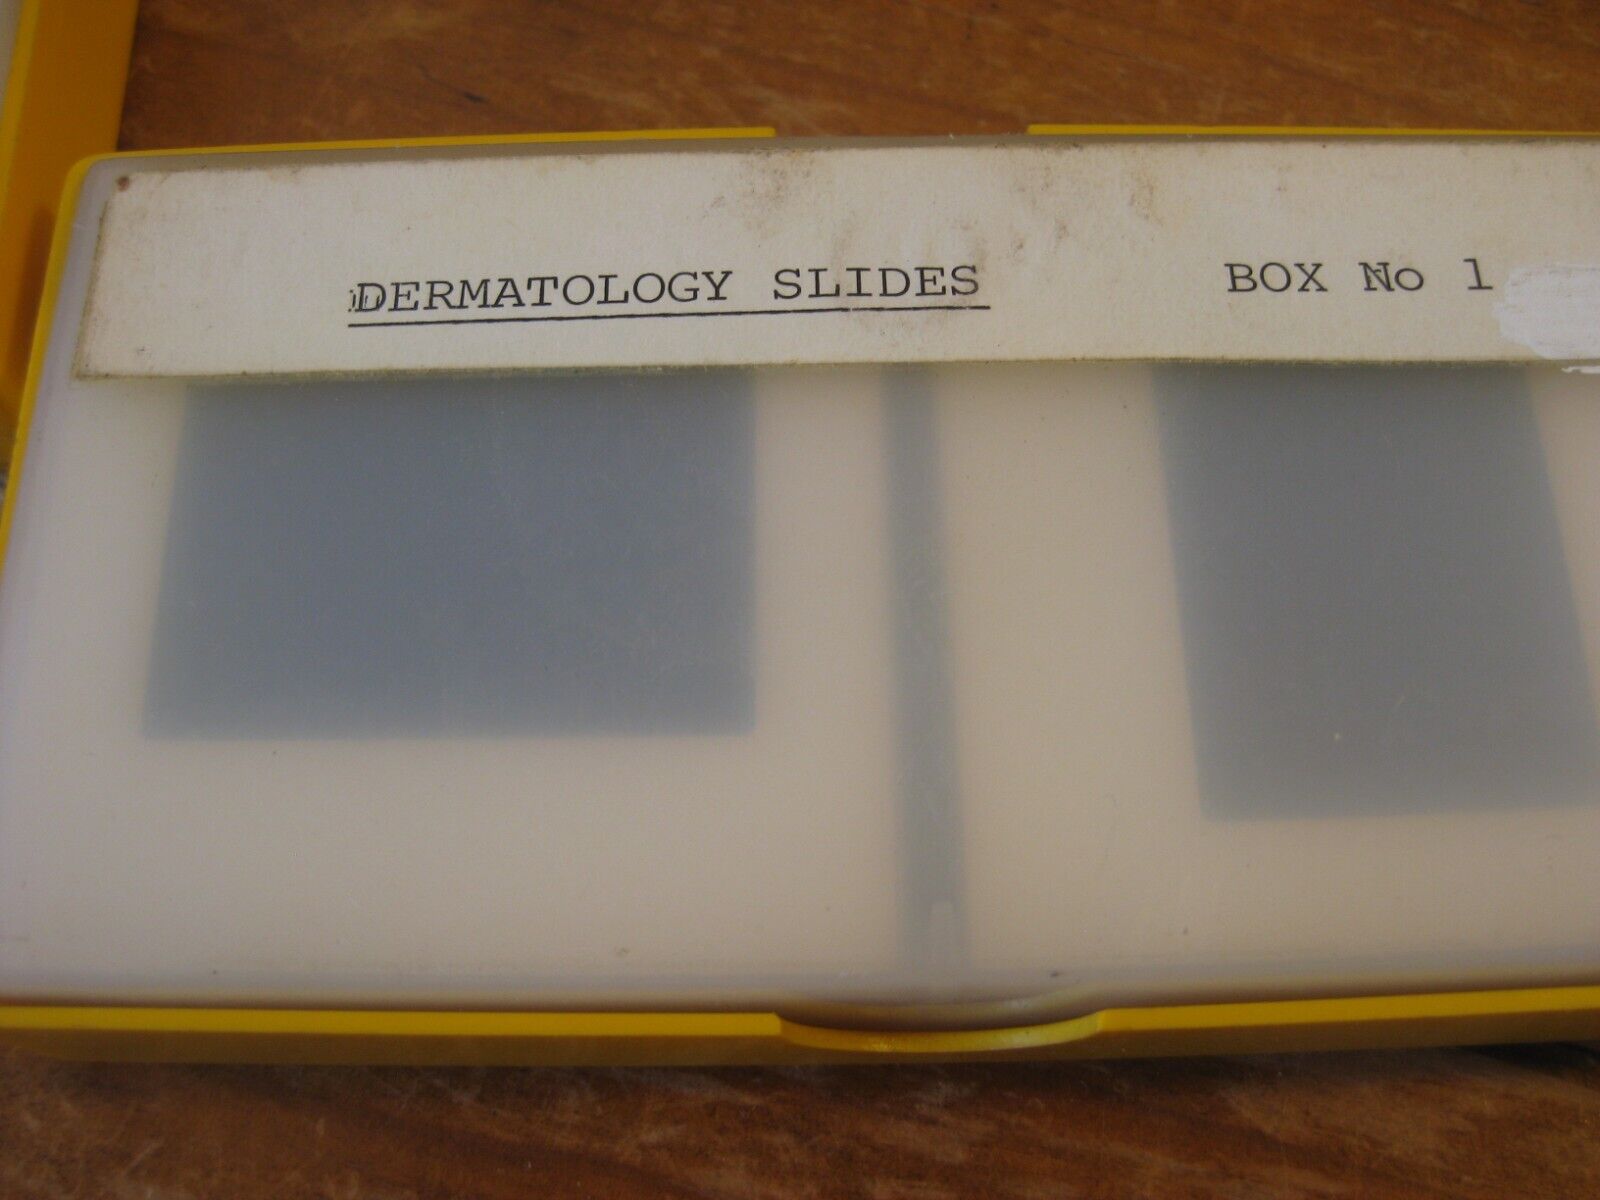 DERMATOLOGY SLIDES BOX No 1